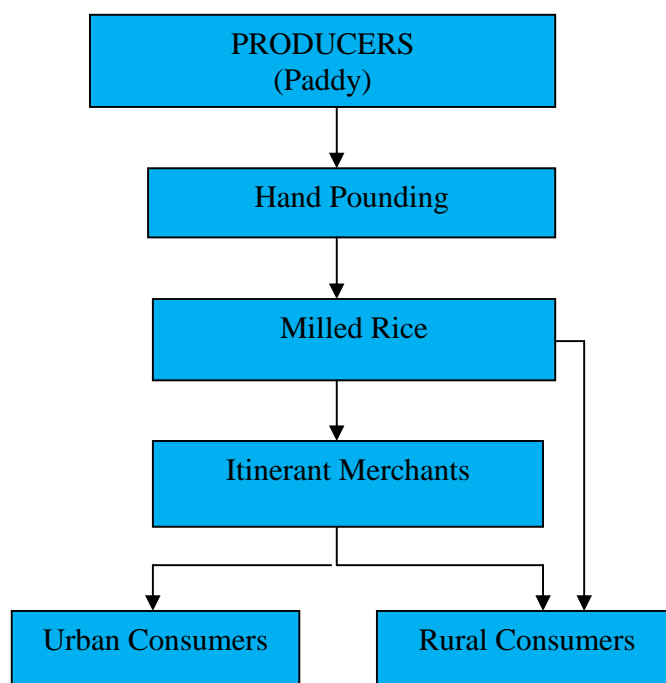 PRODUCERS
(Paddy)
Hand Pounding
Milled Rice
Itinerant Merchants
Urban Consumers
Rural Consumers